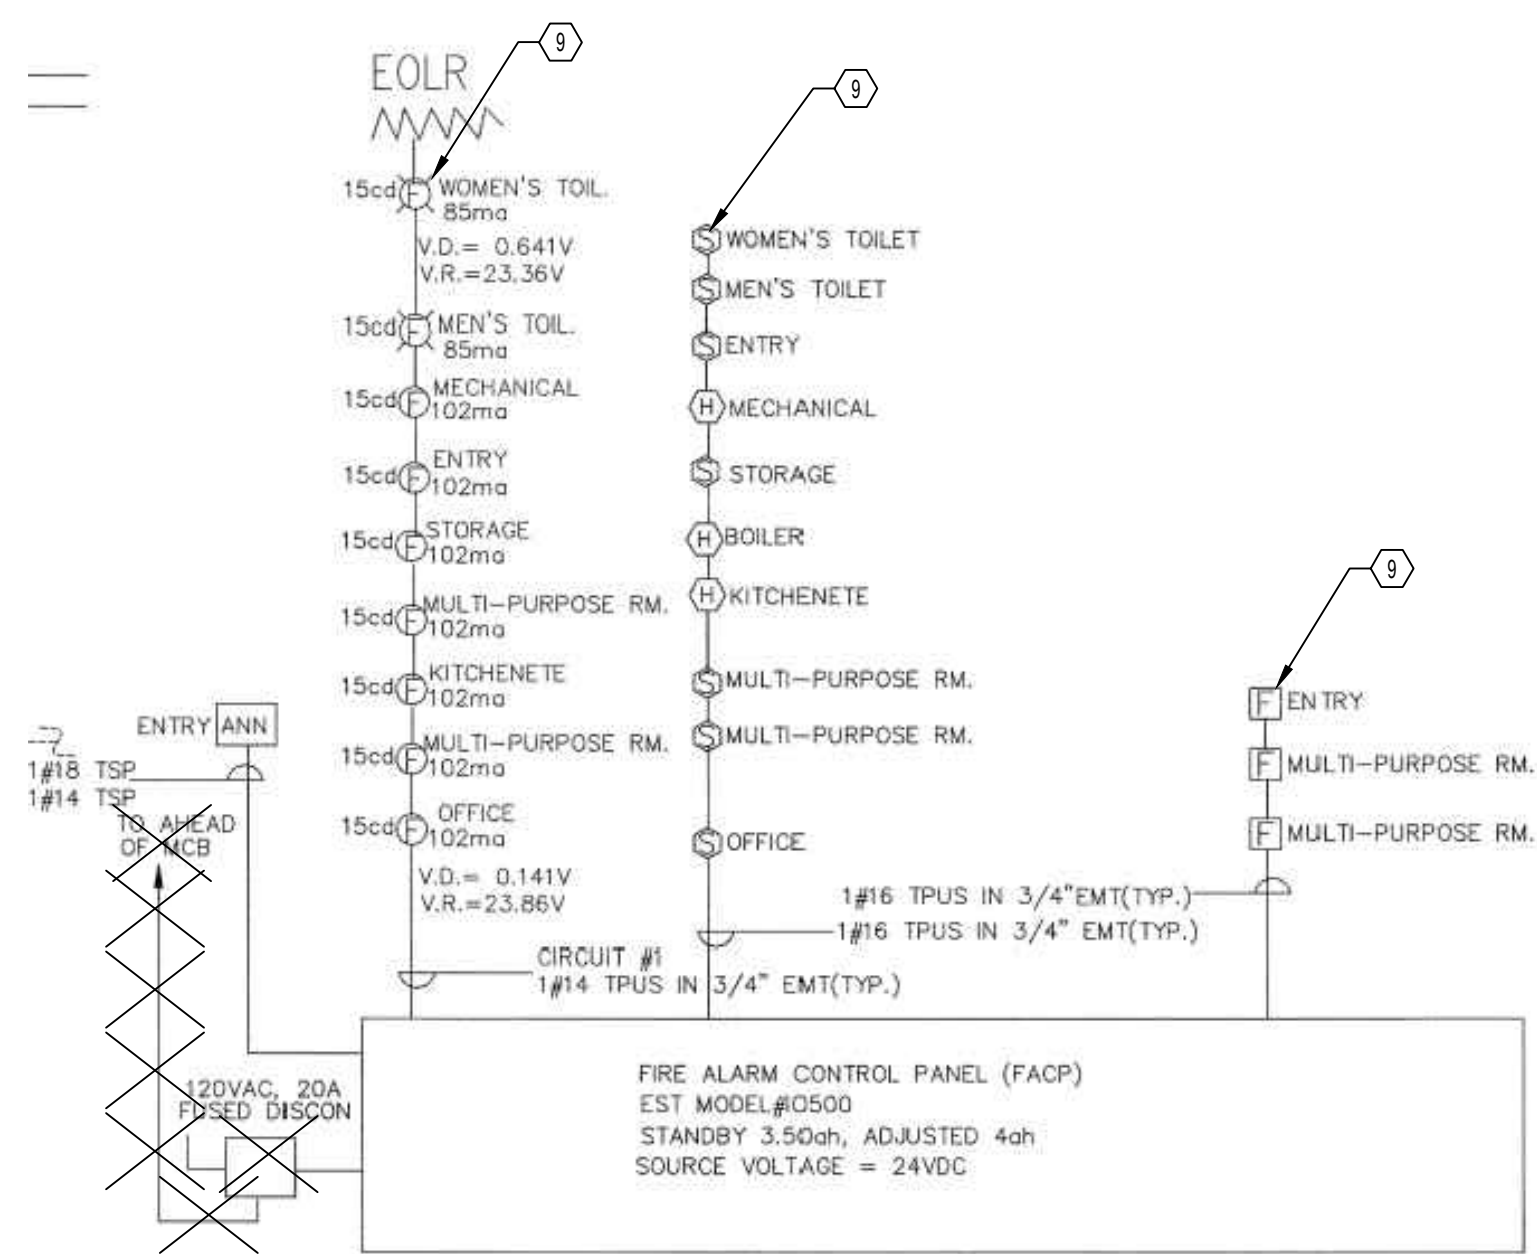 9
EOLR
9
15cd F WOMEN'S TOIL.
85ma
V.D.= 0.641V
V.R.=23.36V
15cd F MEN'S TOIL.
85ma
15cd F MECHANICAL
102ma
15cd F ENTRY
102ma
15cd F STORAGE
102ma
15cd F MULTI-PURPOSE RM.
102ma
15cd F KITCHENETE
102ma
15cd F MULTI-PURPOSE RM.
102ma
15cd F OFFICE
102ma
V.D.= 0.141V
V.R.=23.86V
CIRCUIT #1
1#14 TPUS IN 3/4" EMT(TYP.)
S WOMEN'S TOILET
S MEN'S TOILET
S ENTRY
H MECHANICAL
S STORAGE
H BOILER
H KITCHENETE
S MULTI-PURPOSE RM.
S MULTI-PURPOSE RM.
S OFFICE
1#16 TPUS IN 3/4" EMT(TYP.)
9
F ENTRY
F MULTI-PURPOSE RM.
F MULTI-PURPOSE RM.
1#16 TPUS IN 3/4"EMT(TYP.)
ENTRY ANN
1#18 TSP
1#14 TSP
TO AHEAD
OF MCB
120VAC, 20A
FUSED DISCON
FIRE ALARM CONTROL PANEL (FACP)
EST MODEL#IO500
STANDBY 3.50ah, ADJUSTED 4ah
SOURCE VOLTAGE = 24VDC